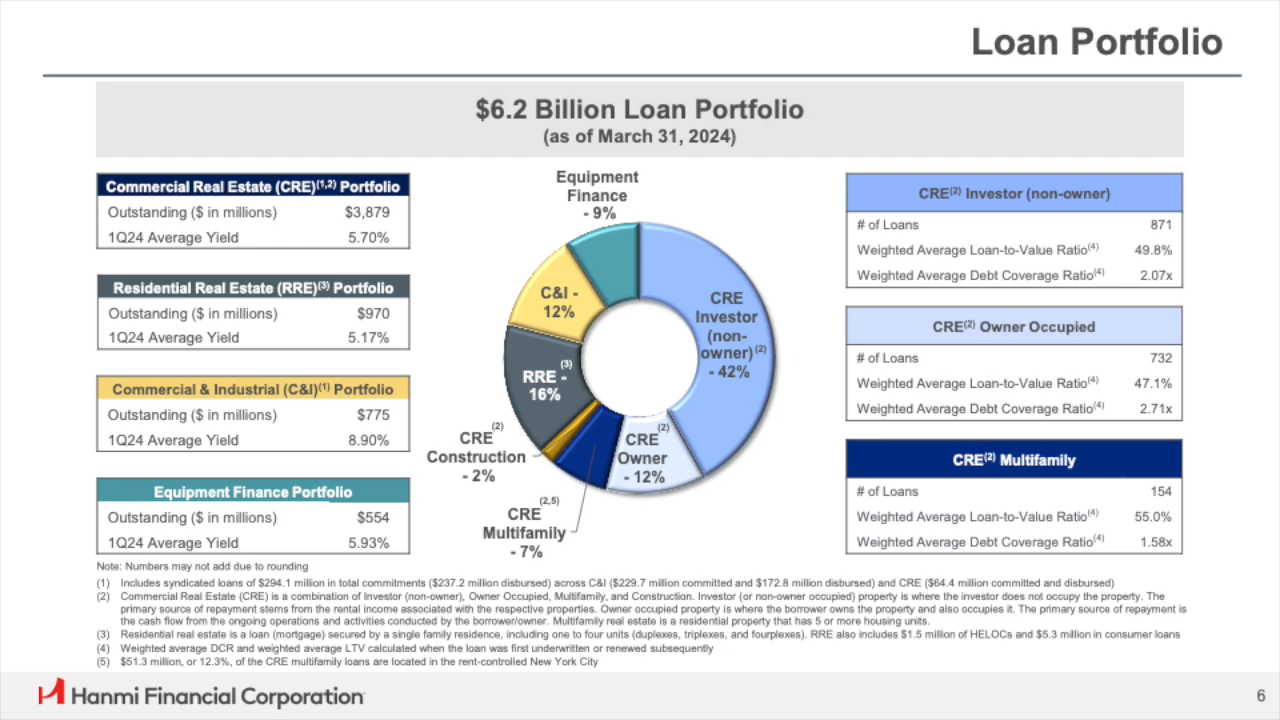 Loan Portfolio
$6.2 Billion Loan Portfolio
(as of March 31, 2024)
Commercial Real Estate (CRE)(1,2) Portfolio
Outstanding ($ in millions) $3,879
1Q24 Average Yield 5.70%
Residential Real Estate (RRE)(3) Portfolio
Outstanding ($ in millions) $970
1Q24 Average Yield 5.17%
Commercial & Industrial (C&I)(1) Portfolio
Outstanding ($ in millions) $775
1Q24 Average Yield 8.90%
Equipment Finance Portfolio
Outstanding ($ in millions) $554
1Q24 Average Yield 5.93%
Equipment
Finance
- 9%
C&I -
12%
CRE
Investor
(non-
owner)(2)
- 42%
(3)
RRE -
16%
(2)
CRE
Construction
- 2%
(2)
CRE
Owner
- 12%
(2,5)
CRE
Multifamily
- 7%
CRE(2) Investor (non-owner)
# of Loans 871
Weighted Average Loan-to-Value Ratio(4) 49.8%
Weighted Average Debt Coverage Ratio(4) 2.07x
CRE(2) Owner Occupied
# of Loans 732
Weighted Average Loan-to-Value Ratio(4) 47.1%
Weighted Average Debt Coverage Ratio(4) 2.71x
CRE(2) Multifamily
# of Loans 154
Weighted Average Loan-to-Value Ratio(4) 55.0%
Weighted Average Debt Coverage Ratio(4) 1.58x
Note: Numbers may not add due to rounding
(1) Includes syndicated loans of $294.1 million in total commitments ($237.2 million disbursed) across C&I ($229.7 million committed and $172.8 million disbursed) and CRE ($64.4 million committed and disbursed)
(2) Commercial Real Estate (CRE) is a combination of Investor (non-owner), Owner Occupied, Multifamily, and Construction. Investor (or non-owner occupied) property is where the investor does not occupy the property. The
primary source of repayment stems from the rental income associated with the respective properties. Owner occupied property is where the borrower owns the property and also occupies it. The primary source of repayment is
the cash flow from the ongoing operations and activities conducted by the borrower/owner. Multifamily real estate is a residential property that has 5 or more housing units.
(3) Residential real estate is a loan (mortgage) secured by a single family residence, including one to four units (duplexes, triplexes, and fourplexes). RRE also includes $1.5 million of HELOCs and $5.3 million in consumer loans
(4) Weighted average DCR and weighted average LTV calculated when the loan was first underwritten or renewed subsequently
(5) $51.3 million, or 12.3%, of the CRE multifamily loans are located in the rent-controlled New York City
Hanmi Financial Corporation
6